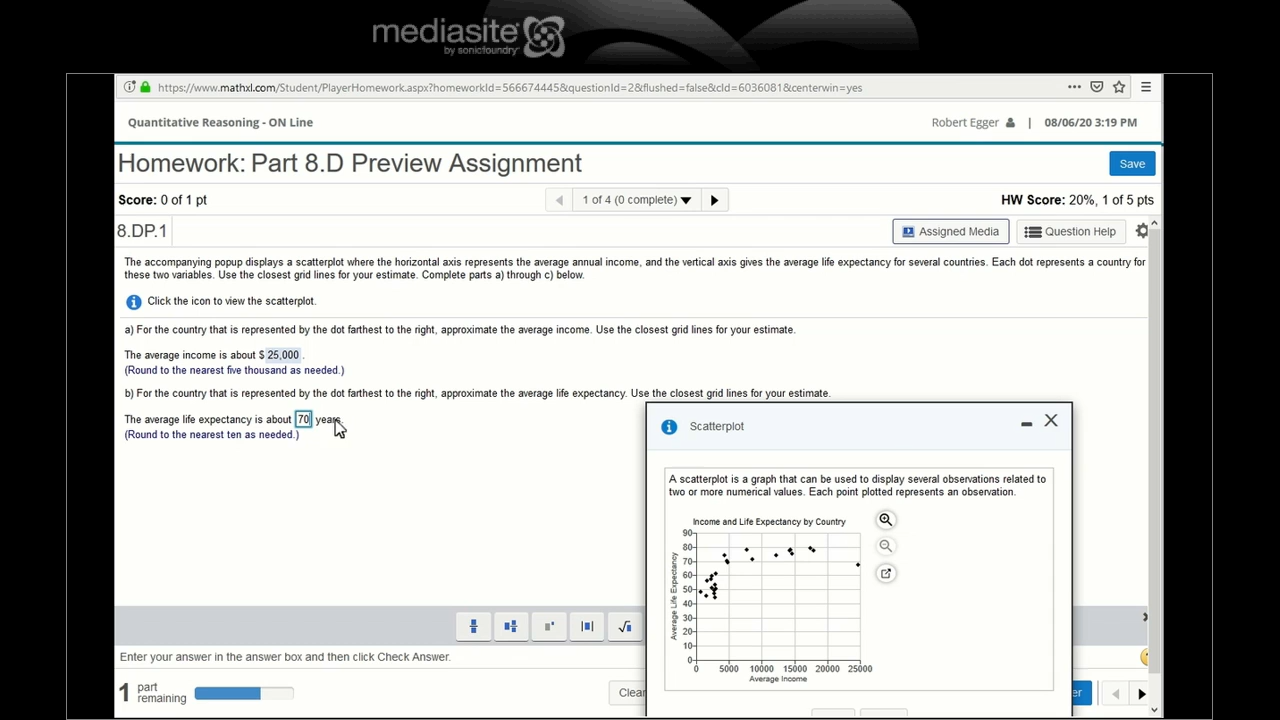 mediasite
by sonicfoundry
https://www.mathxl.com/Student/PlayerHomework.aspx?homeworkId=566674445&questionId=2&flushed=false&cId=6036081&centerwin=yes
Quantitative Reasoning - ON Line
Robert Egger | 08/06/20 3:19 PM
Homework: Part 8.D Preview Assignment
Save
Score: 0 of 1 pt
1 of 4 (0 complete)
HW Score: 20%, 1 of 5 pts
8.DP.1
Assigned Media
Question Help
The accompanying popup displays a scatterplot where the horizontal axis represents the average annual income, and the vertical axis gives the average life expectancy for several countries. Each dot represents a country for
these two variables. Use the closest grid lines for your estimate. Complete parts a) through c) below.
Click the icon to view the scatterplot.
a) For the country that is represented by the dot farthest to the right, approximate the average income. Use the closest grid lines for your estimate.
The average income is about $ 25,000 .
(Round to the nearest five thousand as needed.)
b) For the country that is represented by the dot farthest to the right, approximate the average life expectancy. Use the closest grid lines for your estimate.
The average life expectancy is about 70 years.
(Round to the nearest ten as needed.)
Scatterplot
A scatterplot is a graph that can be used to display several observations related to
two or more numerical values. Each point plotted represents an observation.
Income and Life Expectancy by Country
Average Life Expectancy
90
80
70
60
50
40
30
20
10
0
0 5000 10000 15000 20000 25000
Average Income
Enter your answer in the answer box and then click Check Answer.
1 part
remaining
Clear
er